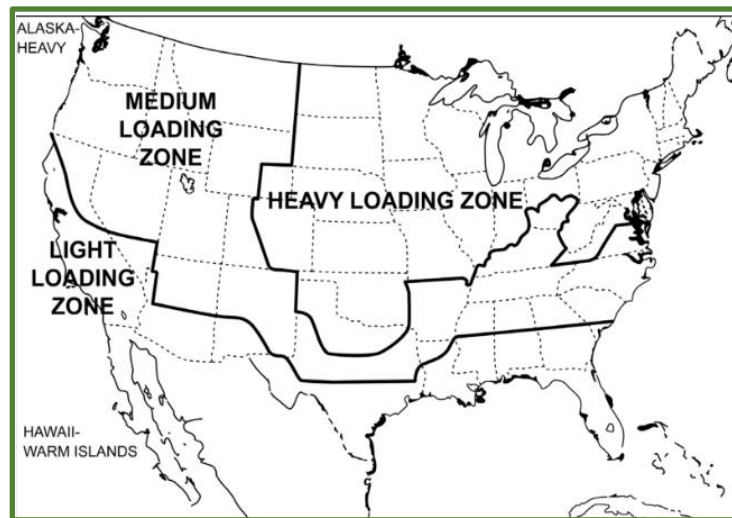 ALASKA-
HEAVY
MEDIUM
LOADING
ZONE
HEAVY LOADING ZONE
LIGHT
LOADING
ZONE
HAWAII-
WARM ISLANDS